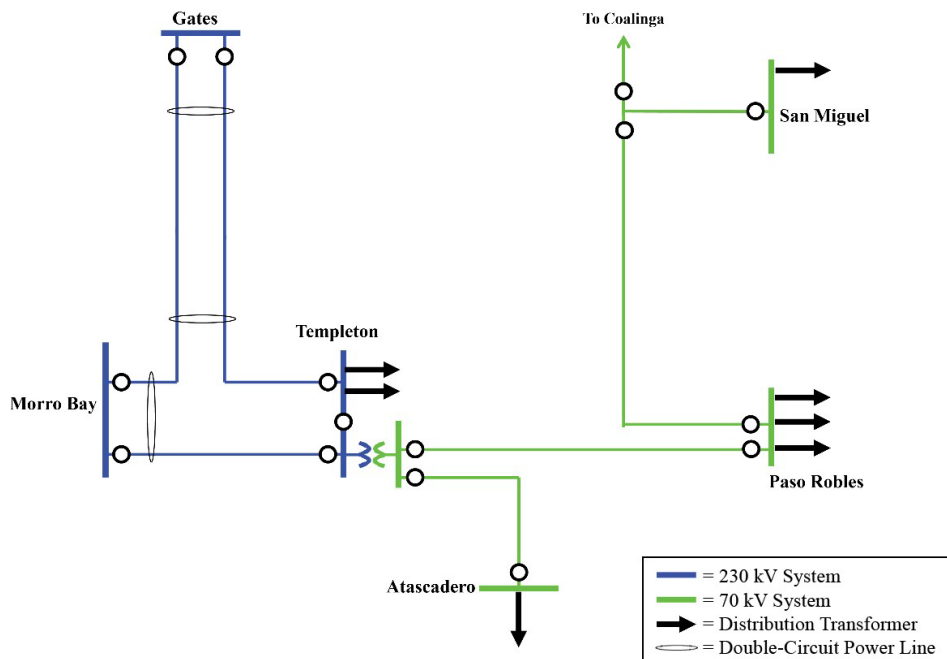 Gates
To Coalinga
San Miguel
Templeton
Morro Bay
Paso Robles
Atascadero
= 230 kV System
= 70 kV System
= Distribution Transformer
= Double-Circuit Power Line